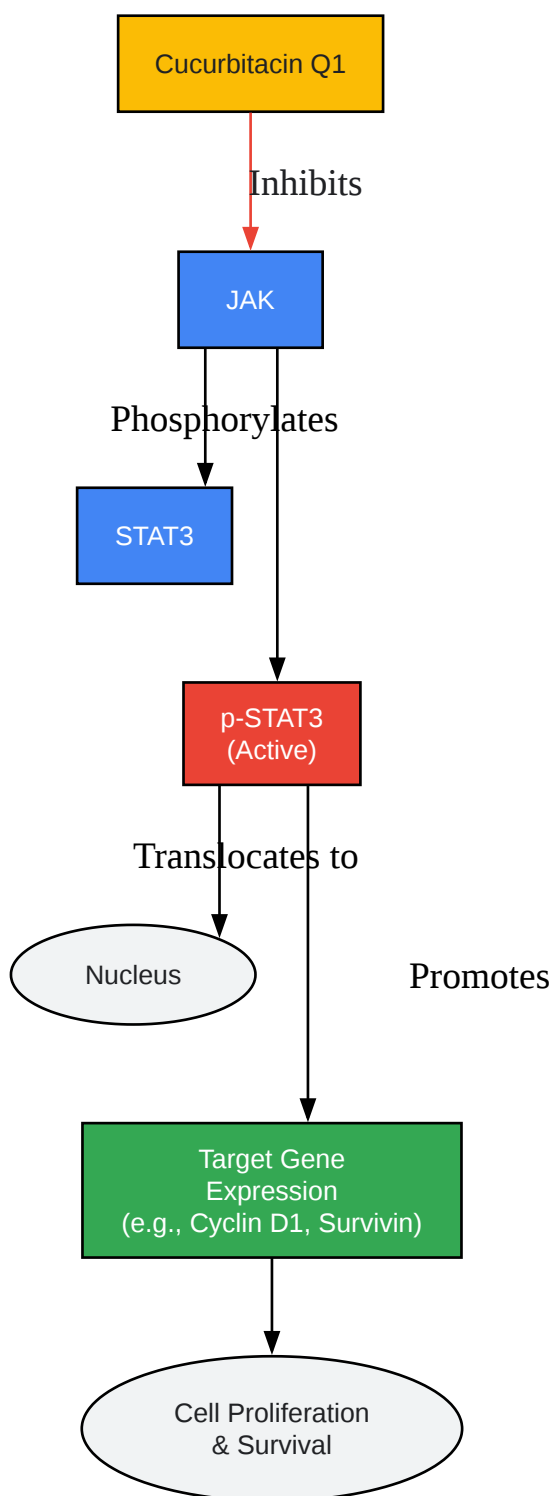 Cucurbitacin Q1
Inhibits
JAK
Phosphorylates
STAT3
p-STAT3
(Active)
Translocates to
Nucleus
Promotes
Target Gene
Expression
(e.g., Cyclin D1, Survivin)
Cell Proliferation
& Survival